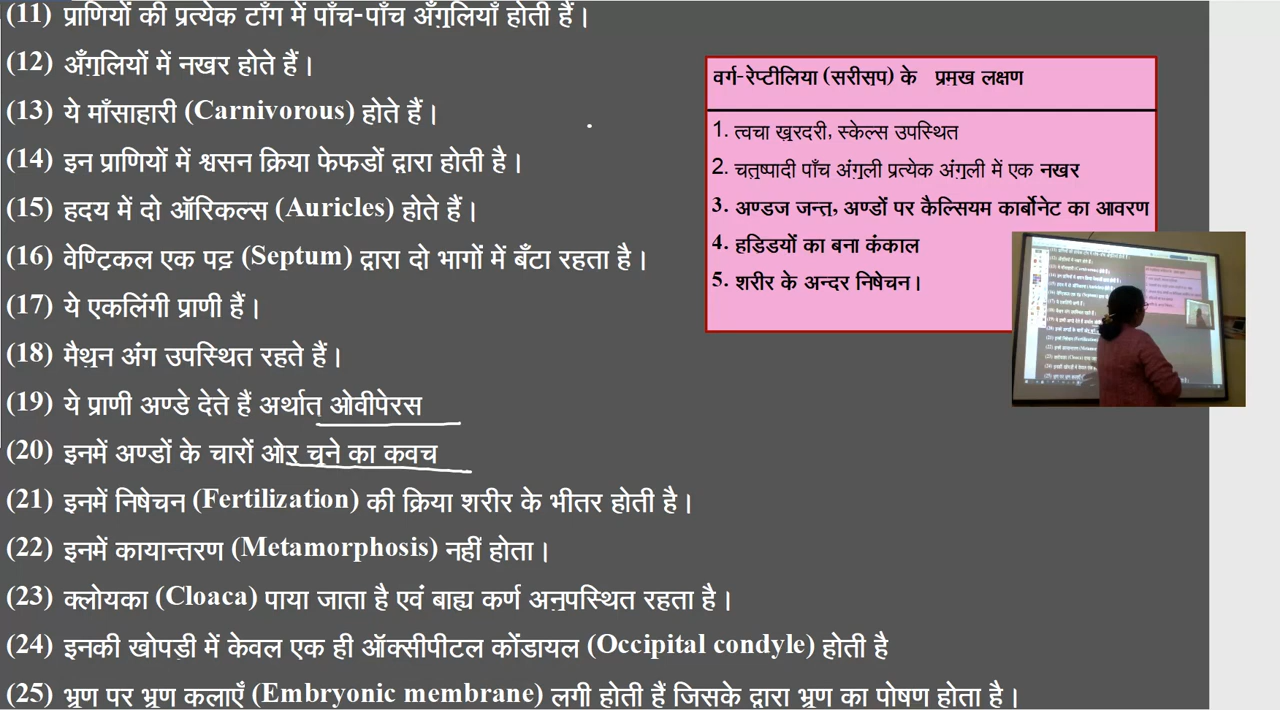 (11) प्राणियों की प्रत्येक टाँग में पाँच-पाँच अँगुलियाँ होती हैं।
(12) अँगुलियों में नखर होते हैं।
(13) ये माँसाहारी (Carnivorous) होते हैं।
(14) इन प्राणियों में श्वसन क्रिया फेफडों द्वारा होती है।
(15) हदय में दो ऑरिकल्स (Auricles) होते हैं।
(16) वेण्ट्रिकल एक पट्ट (Septum) द्वारा दो भागों में बँटा रहता है।
(17) ये एकलिंगी प्राणी हैं।
(18) मैथुन अंग उपस्थित रहते हैं।
(19) ये प्राणी अण्डे देते हैं अर्थात् ओवीपेरस
(20) इनमें अण्डों के चारों ओर चूने का कवच
(21) इनमें निषेचन (Fertilization) की क्रिया शरीर के भीतर होती है।
(22) इनमें कायान्तरण (Metamorphosis) नहीं होता।
(23) क्लोयका (Cloaca) पाया जाता है एवं बाह्य कर्ण अनुपस्थित रहता है।
(24) इनकी खोपड़ी में केवल एक ही ऑक्सीपीटल कोंडायल (Occipital condyle) होती है
(25) भ्रूण पर भ्रूण कलाएँ (Embryonic membrane) लगी होती हैं जिसके द्वारा भ्रूण का पोषण होता है।
वर्ग-रेप्टीलिया (सरीसृप) के प्रमुख लक्षण
1. त्वचा खुरदरी, स्केल्स उपस्थित
2. चतुष्पादी पाँच अंगुली प्रत्येक अंगुली में एक नखर
3. अण्डज जन्तु, अण्डों पर कैल्सियम कार्बोनेट का आवरण
4. हडिडयों का बना कंकाल
5. शरीर के अन्दर निषेचन।